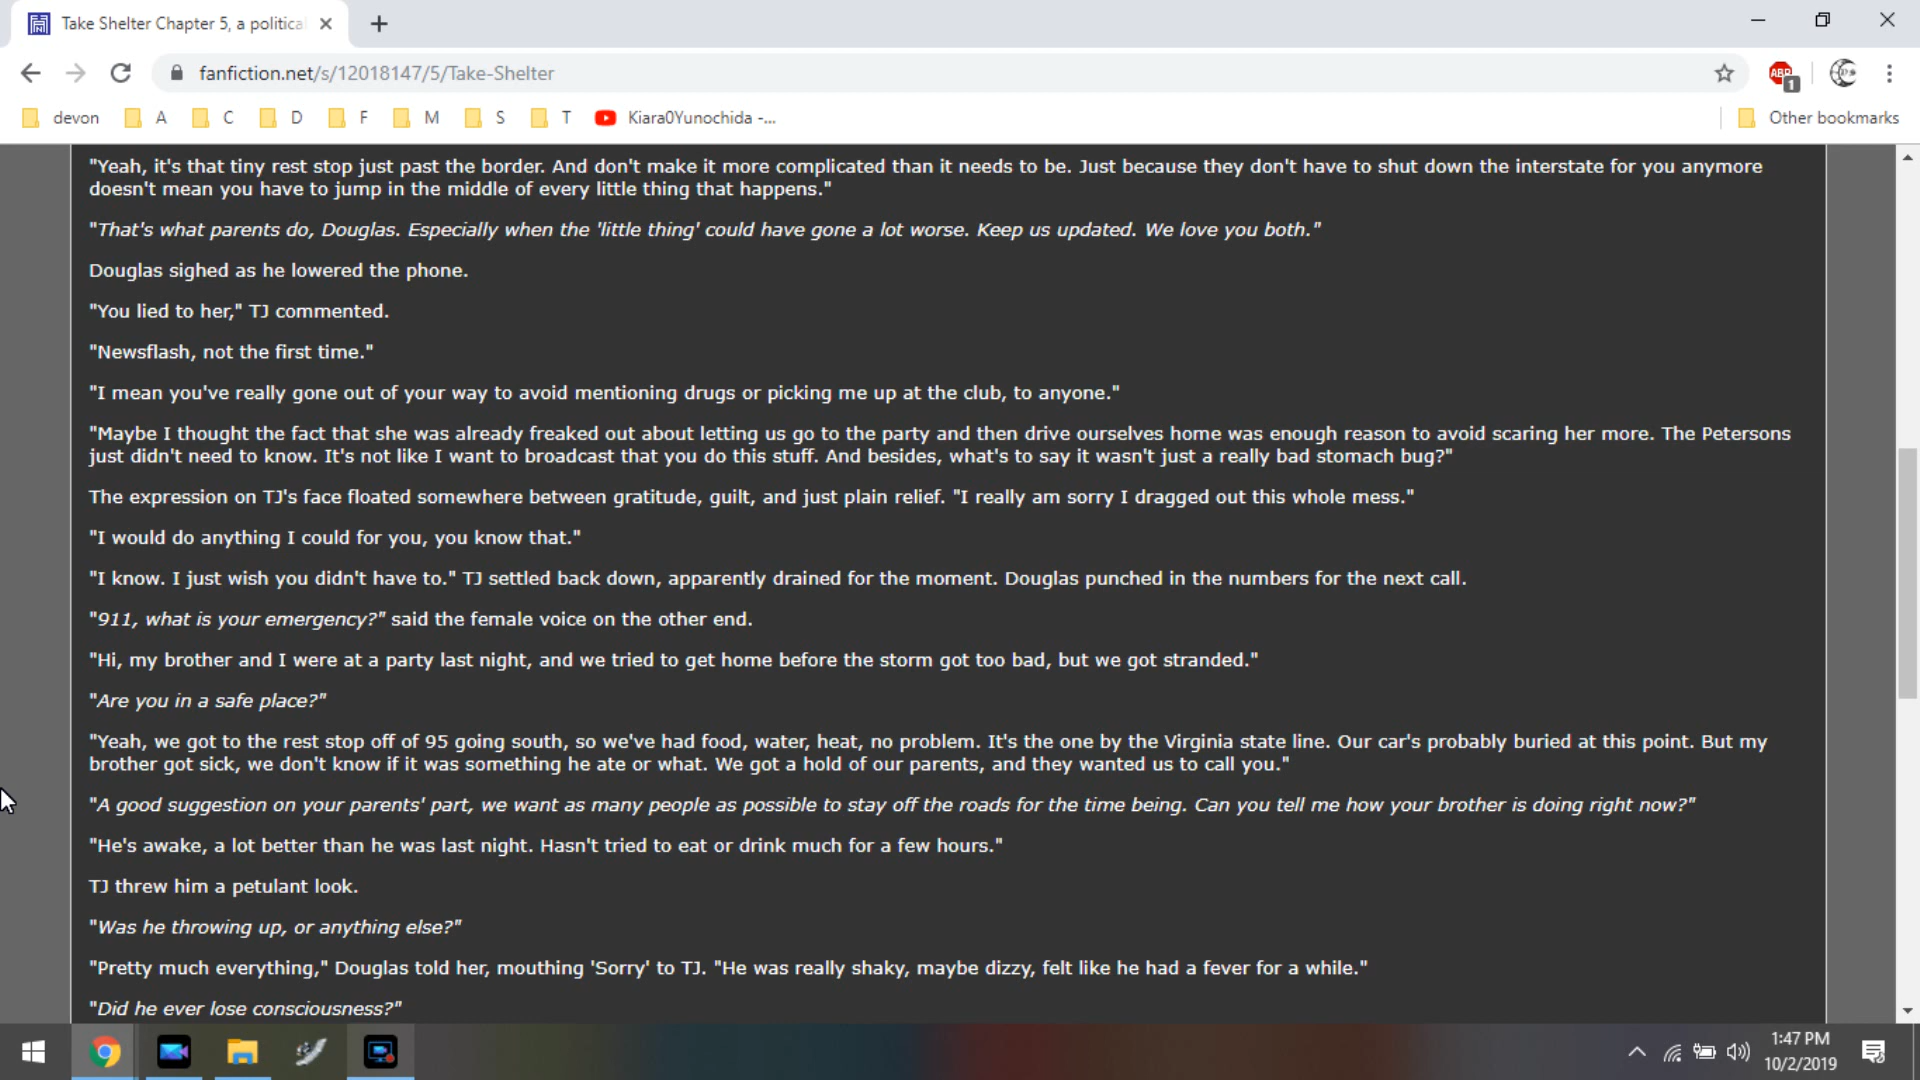 Take Shelter Chapter 5, a politica
fanfiction.net/s/12018147/5/Take-Shelter
ABP
1
devon
A
C
D
F
M
S
T
Kiara0Yunochida -...
Other bookmarks
"Yeah, it's that tiny rest stop just past the border. And don't make it more complicated than it needs to be. Just because they don't have to shut down the interstate for you anymore
doesn't mean you have to jump in the middle of every little thing that happens."
"That's what parents do, Douglas. Especially when the 'little thing' could have gone a lot worse. Keep us updated. We love you both."
Douglas sighed as he lowered the phone.
"You lied to her," TJ commented.
"Newsflash, not the first time."
"I mean you've really gone out of your way to avoid mentioning drugs or picking me up at the club, to anyone."
"Maybe I thought the fact that she was already freaked out about letting us go to the party and then drive ourselves home was enough reason to avoid scaring her more. The Petersons
just didn't need to know. It's not like I want to broadcast that you do this stuff. And besides, what's to say it wasn't just a really bad stomach bug?"
The expression on TJ's face floated somewhere between gratitude, guilt, and just plain relief. "I really am sorry I dragged out this whole mess."
"I would do anything I could for you, you know that."
"I know. I just wish you didn't have to." TJ settled back down, apparently drained for the moment. Douglas punched in the numbers for the next call.
"911, what is your emergency?" said the female voice on the other end.
"Hi, my brother and I were at a party last night, and we tried to get home before the storm got too bad, but we got stranded."
"Are you in a safe place?"
"Yeah, we got to the rest stop off of 95 going south, so we've had food, water, heat, no problem. It's the one by the Virginia state line. Our car's probably buried at this point. But my
brother got sick, we don't know if it was something he ate or what. We got a hold of our parents, and they wanted us to call you."
"A good suggestion on your parents' part, we want as many people as possible to stay off the roads for the time being. Can you tell me how your brother is doing right now?"
"He's awake, a lot better than he was last night. Hasn't tried to eat or drink much for a few hours."
TJ threw him a petulant look.
"Was he throwing up, or anything else?"
"Pretty much everything," Douglas told her, mouthing 'Sorry' to TJ. "He was really shaky, maybe dizzy, felt like he had a fever for a while."
"Did he ever lose consciousness?"
1:47 PM
10/2/2019